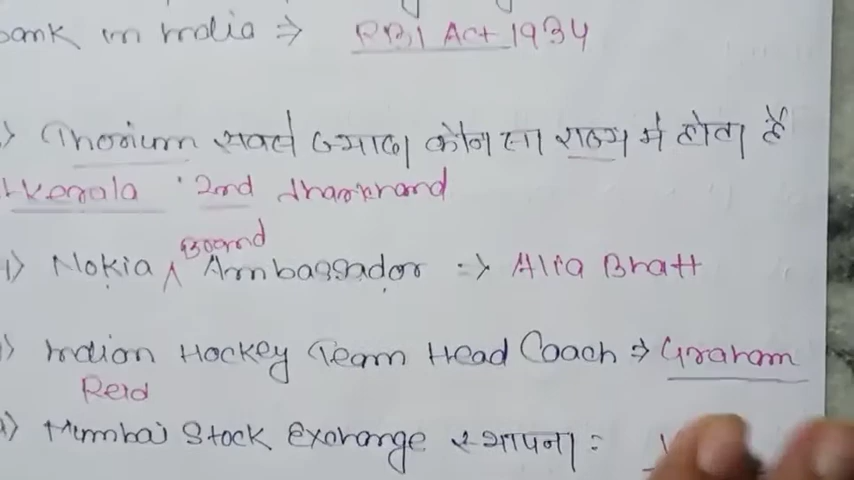 bank in India ⇒ RBI Act 1934
Thorium सबसे ज्यादा कौन सा राज्य में होता है
Kerala 2nd Jharkhand
Nokia Brand Ambassador ⇒ Alia Bhatt
Indian Hockey Team Head Coach ⇒ Graham
Reid
Mumbai Stock Exchange स्थापना =